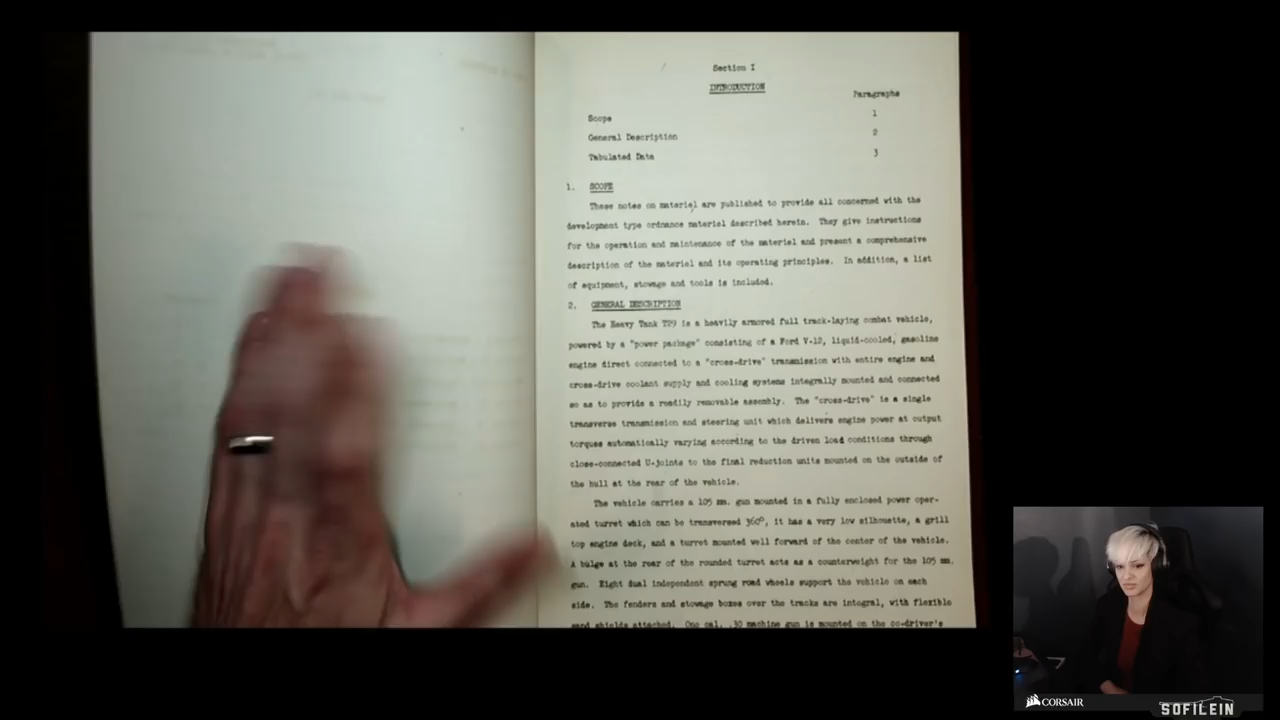 Section I
INTRODUCTION
Paragraphs
Scope 1
General Description 2
Tabulated Data 3
1. SCOPE
These notes on materiel are published to provide all concerned with the
development type ordnance materiel described herein. They give instructions
for the operation and maintenance of the materiel and present a comprehensive
description of the materiel and its operating principles. In addition, a list
of equipment, stowage and tools is included.
2. GENERAL DESCRIPTION
The Heavy Tank T29 is a heavily armored full track-laying combat vehicle,
powered by a "power package" consisting of a Ford V-12, liquid-cooled, gasoline
engine direct connected to a "cross-drive" transmission with entire engine and
cross-drive coolant supply and cooling systems integrally mounted and connected
so as to provide a readily removable assembly. The "cross-drive" is a single
transverse transmission and steering unit which delivers engine power at output
torques automatically varying according to the driven load conditions through
close-connected U-joints to the final reduction units mounted on the outside of
the hull at the rear of the vehicle.
The vehicle carries a 105 mm. gun mounted in a fully enclosed power oper-
ated turret which can be transversed 360°, it has a very low silhouette, a grill
top engine deck, and a turret mounted well forward of the center of the vehicle.
A bulge at the rear of the rounded turret acts as a counterweight for the 105 mm.
gun. Eight dual independent sprung road wheels support the vehicle on each
side. The fenders and stowage boxes over the tracks are integral, with flexible
sand shields attached. One cal. .30 machine gun is mounted on the co-driver's
CORSAIR
SOFILEIN